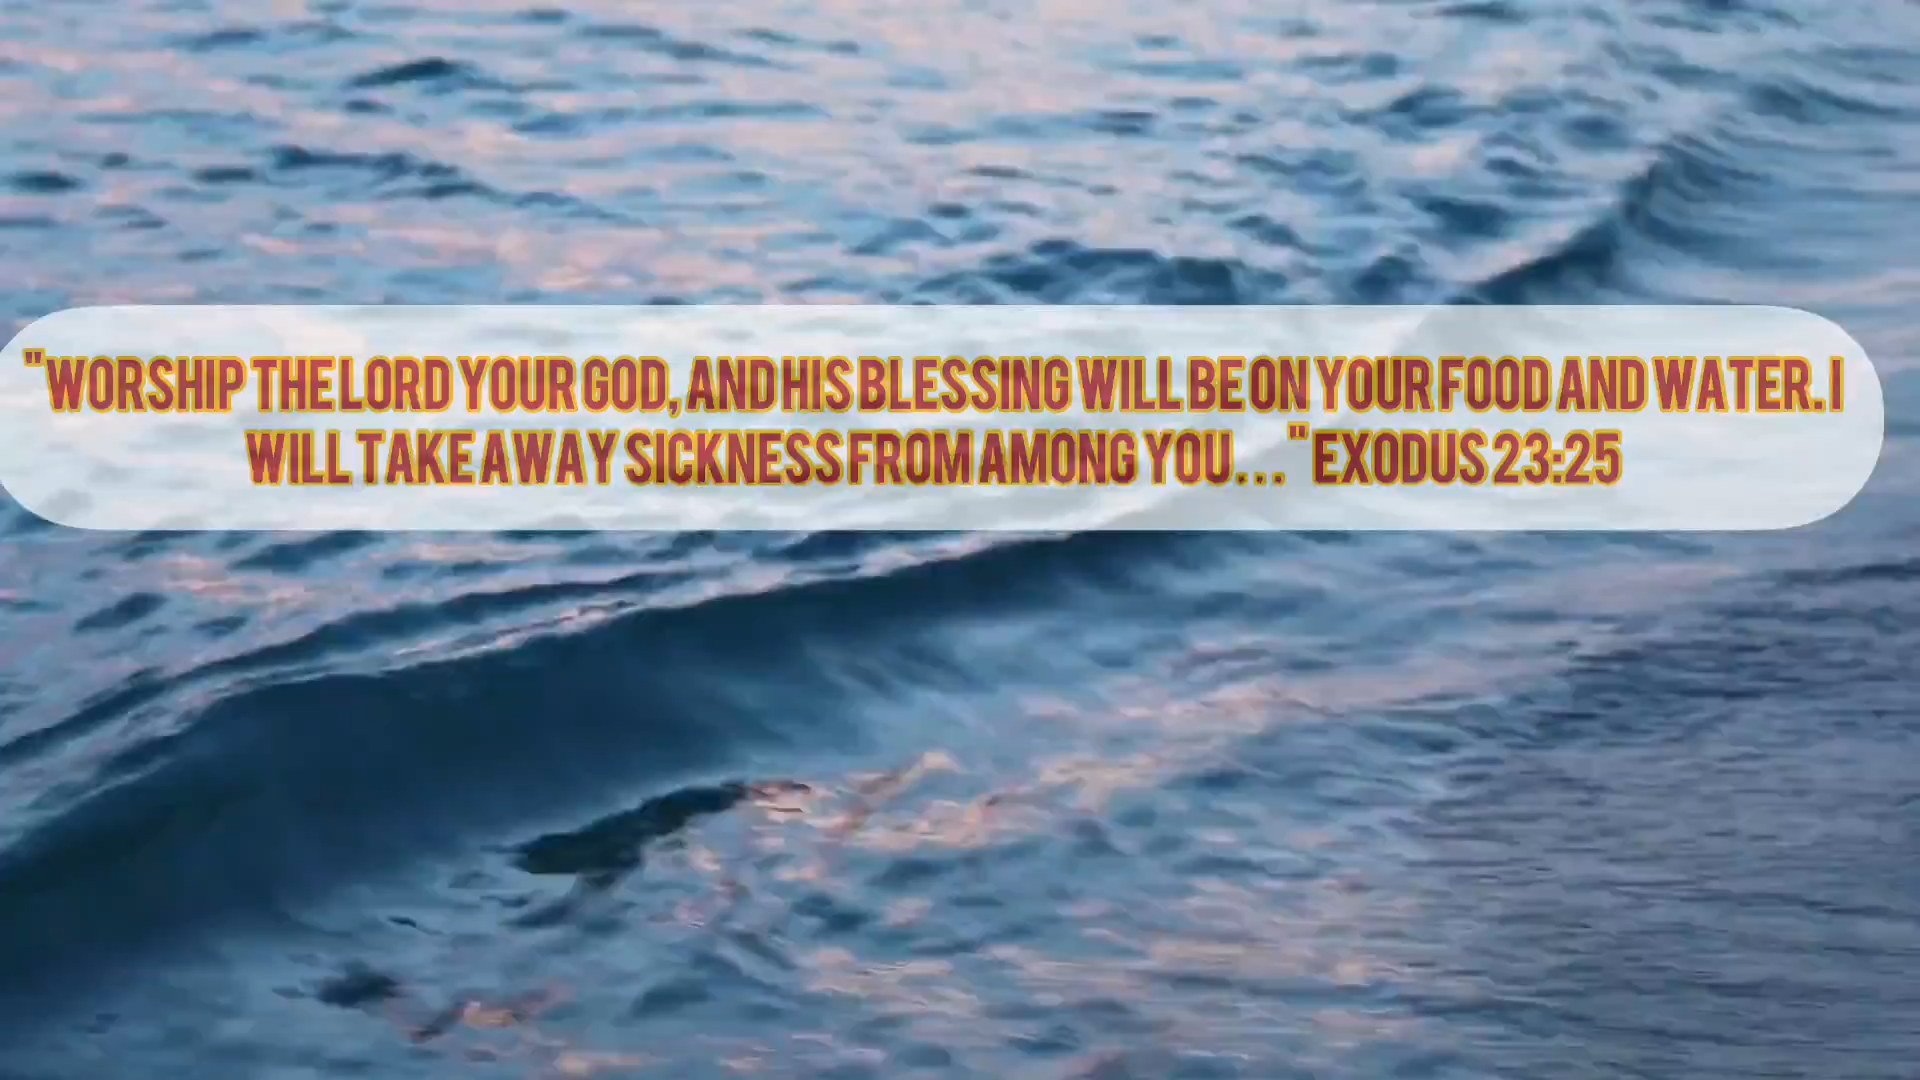 "WORSHIP THE LORD YOUR GOD, AND HIS BLESSING WILL BE ON YOUR FOOD AND WATER. I
WILL TAKE AWAY SICKNESS FROM AMONG YOU..." EXODUS 23:25